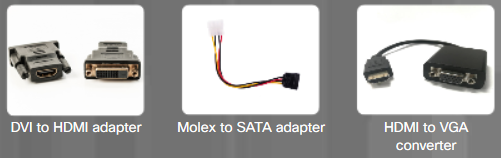 DVI to HDMI adapter
Molex to SATA adapter
HDMI to VGA
converter